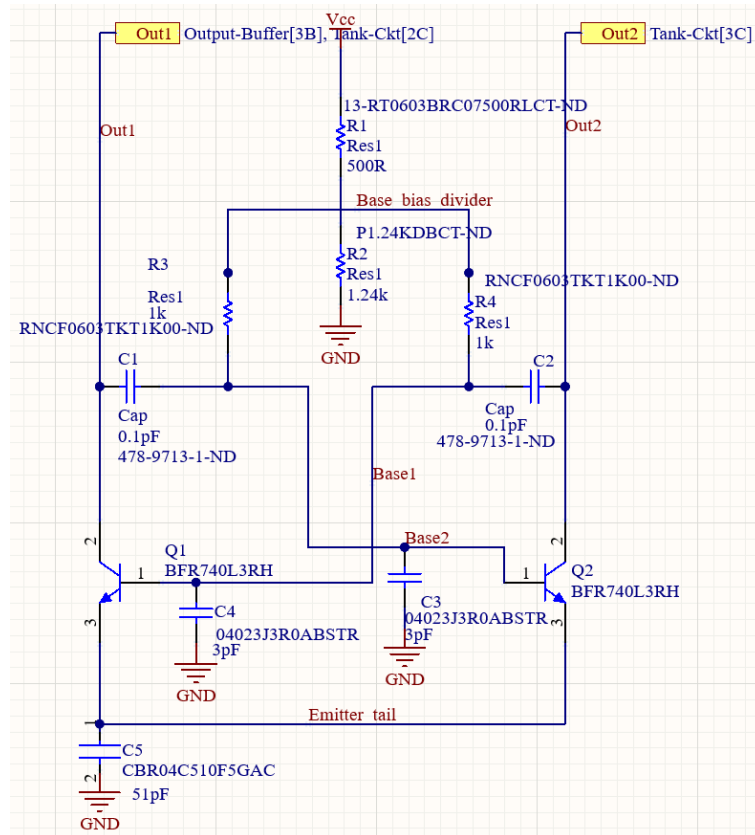 Vcc
Out1 Output-Buffer[3B], Tank-Ckt[2C]
Out2 Tank-Ckt[3C]
13-RT0603BRC07500RLCT-ND
Out1
R1
Res1
500R
Out2
Base bias divider
P1.24KDBCT-ND
R2
Res1
1.24k
GND
R3
Res1
1k
RNCF0603TKT1K00-ND
RNCF0603TKT1K00-ND
R4
Res1
1k
C1
Cap
0.1pF
478-9713-1-ND
C2
Cap
0.1pF
478-9713-1-ND
Base1
Base2
2
Q1
1
BFR740L3RH
3
2
1
Q2
BFR740L3RH
3
C4
04023J3R0ABSTR
3pF
GND
C3
04023J3R0ABSTR
3pF
GND
Emitter tail
1
C5
CBR04C510F5GAC
2
51pF
GND